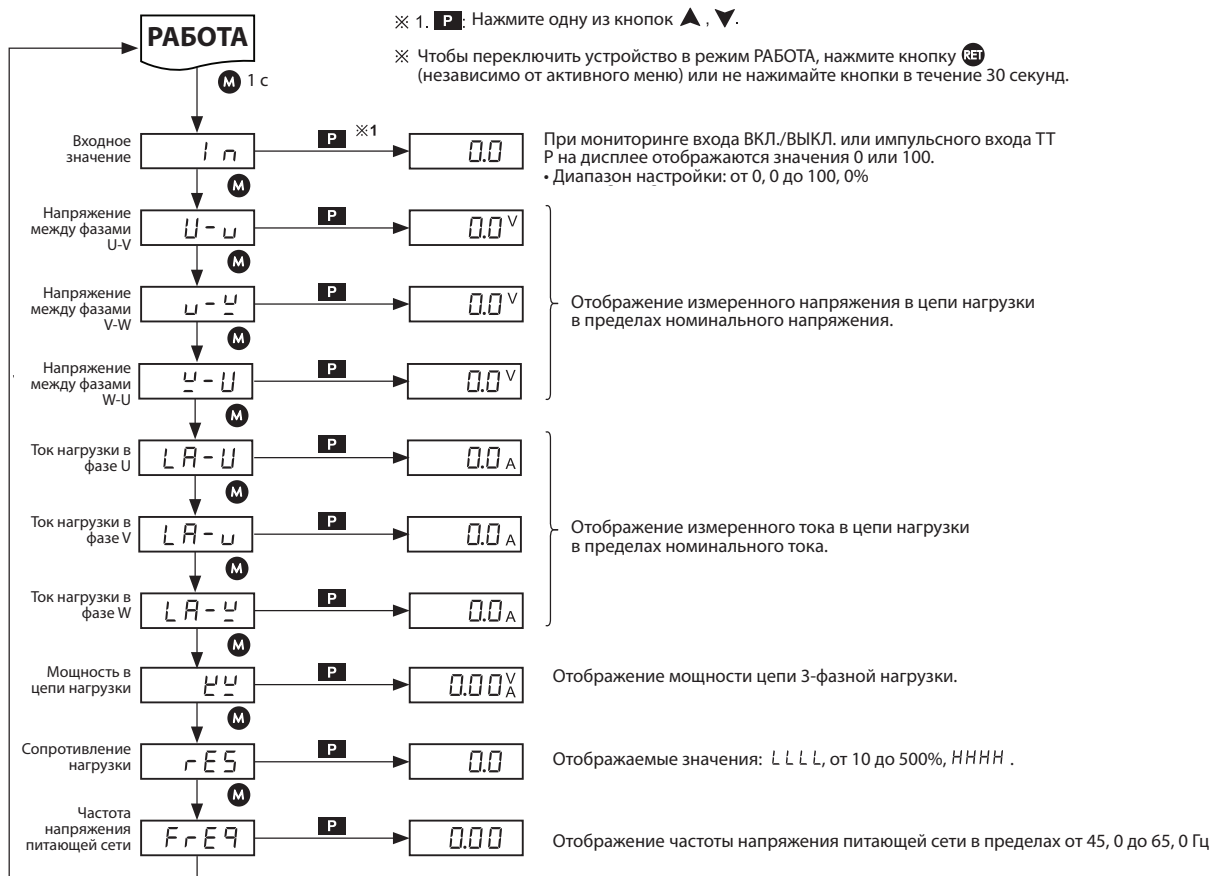 РАБОТА
※ 1. P : Нажмите одну из кнопок ▲ , ▼.
※ Чтобы переключить устройство в режим РАБОТА, нажмите кнопку RET
(независимо от активного меню) или не нажимайте кнопки в течение 30 секунд.
M 1 с
Входное
значение
I n
P ※1
0.0
При мониторинге входа ВКЛ./ВЫКЛ. или импульсного входа ТТ
Р на дисплее отображаются значения 0 или 100.
• Диапазон настройки: от 0, 0 до 100, 0%
M
Напряжение
между фазами
U-V
U-u
P
0.0 V
M
Напряжение
между фазами
V-W
P
0.0 V
Отображение измеренного напряжения в цепи нагрузки
в пределах номинального напряжения.
M
Напряжение
между фазами
W-U
P
0.0 V
M
Ток нагрузки в
фазе U
LA-U
P
0.0 A
M
Ток нагрузки в
фазе V
LA-u
P
0.0 A
Отображение измеренного тока в цепи нагрузки
в пределах номинального тока.
M
Ток нагрузки в
фазе W
P
0.0 A
M
Мощность в
цепи нагрузки
P
0.00 V A
Отображение мощности цепи 3-фазной нагрузки.
M
Сопротивление
нагрузки
rES
P
0.0
Отображаемые значения: LLLL, от 10 до 500%, HHHH .
M
Частота
напряжения
питающей сети
FrEq
P
0.00
Отображение частоты напряжения питающей сети в пределах от 45, 0 до 65, 0 Гц